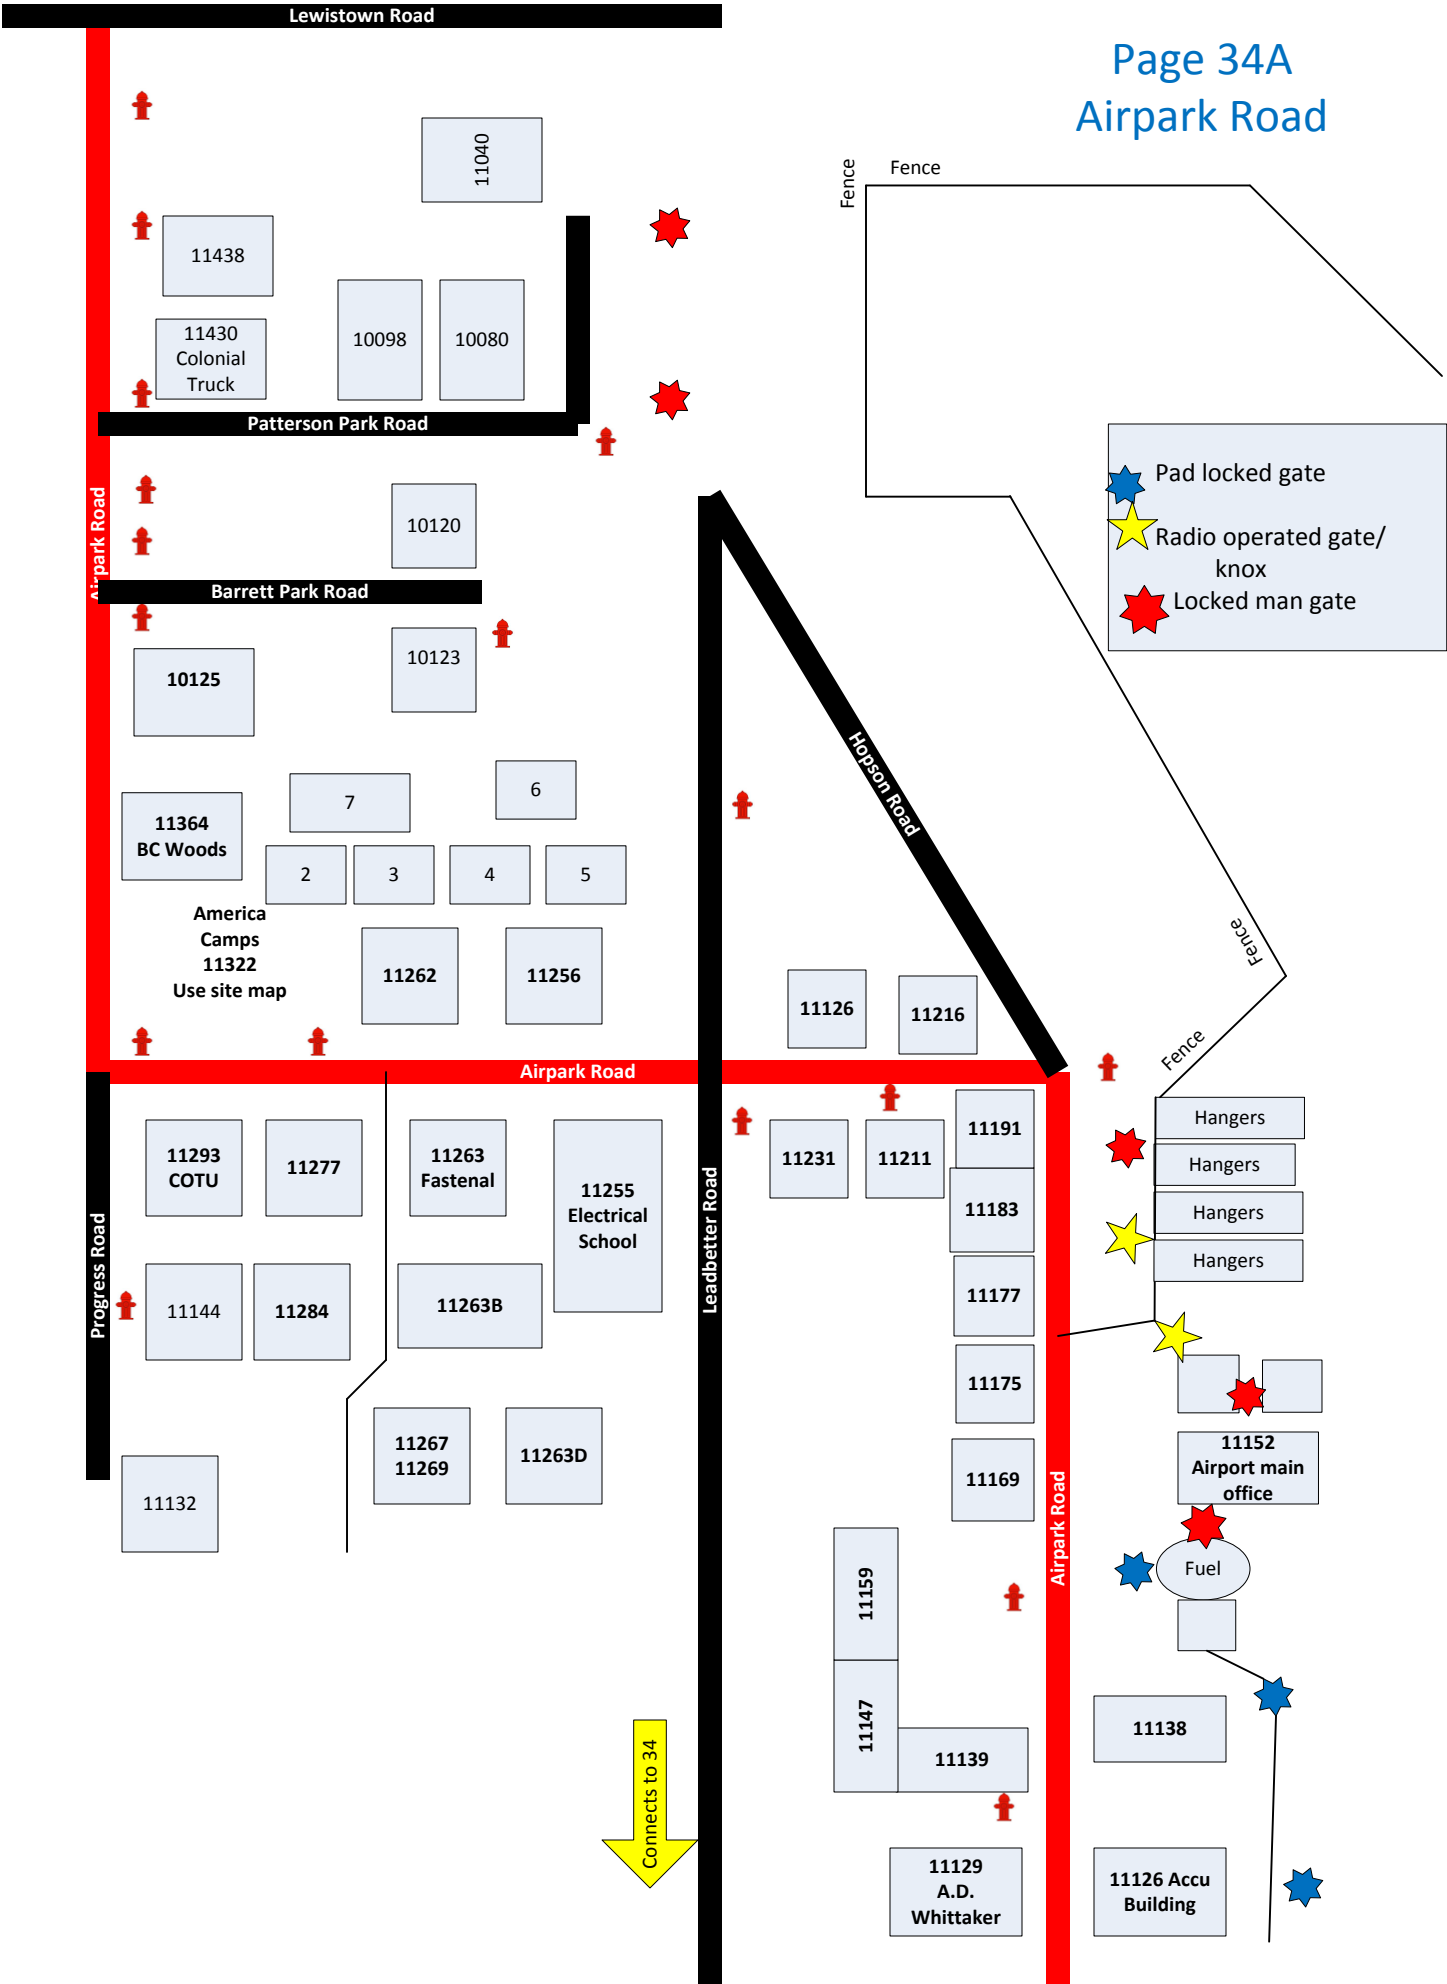 Lewistown Road
Page 34A
Airpark Road
Fence
Fence
11040
11438
11430
Colonial
Truck
10098
10080
Patterson Park Road
Pad locked gate
Radio operated gate/
knox
Locked man gate
Airpark Road
10120
Barrett Park Road
10123
10125
Hopson Road
7
6
11364
BC Woods
2
3
4
5
America
Camps
11322
Use site map
11262
11256
Fence
11126
11216
Fence
Airpark Road
Hangers
Hangers
Hangers
Hangers
11293
COTU
11277
11263
Fastenal
11255
Electrical
School
11231
11211
11191
11183
Progress Road
Leadbetter Road
11144
11284
11263B
11177
11175
11267
11269
11263D
11169
11152
Airport main
office
11132
Airpark Road
Fuel
11159
11147
11139
11138
Connects to 34
11129
A.D.
Whittaker
11126 Accu
Building